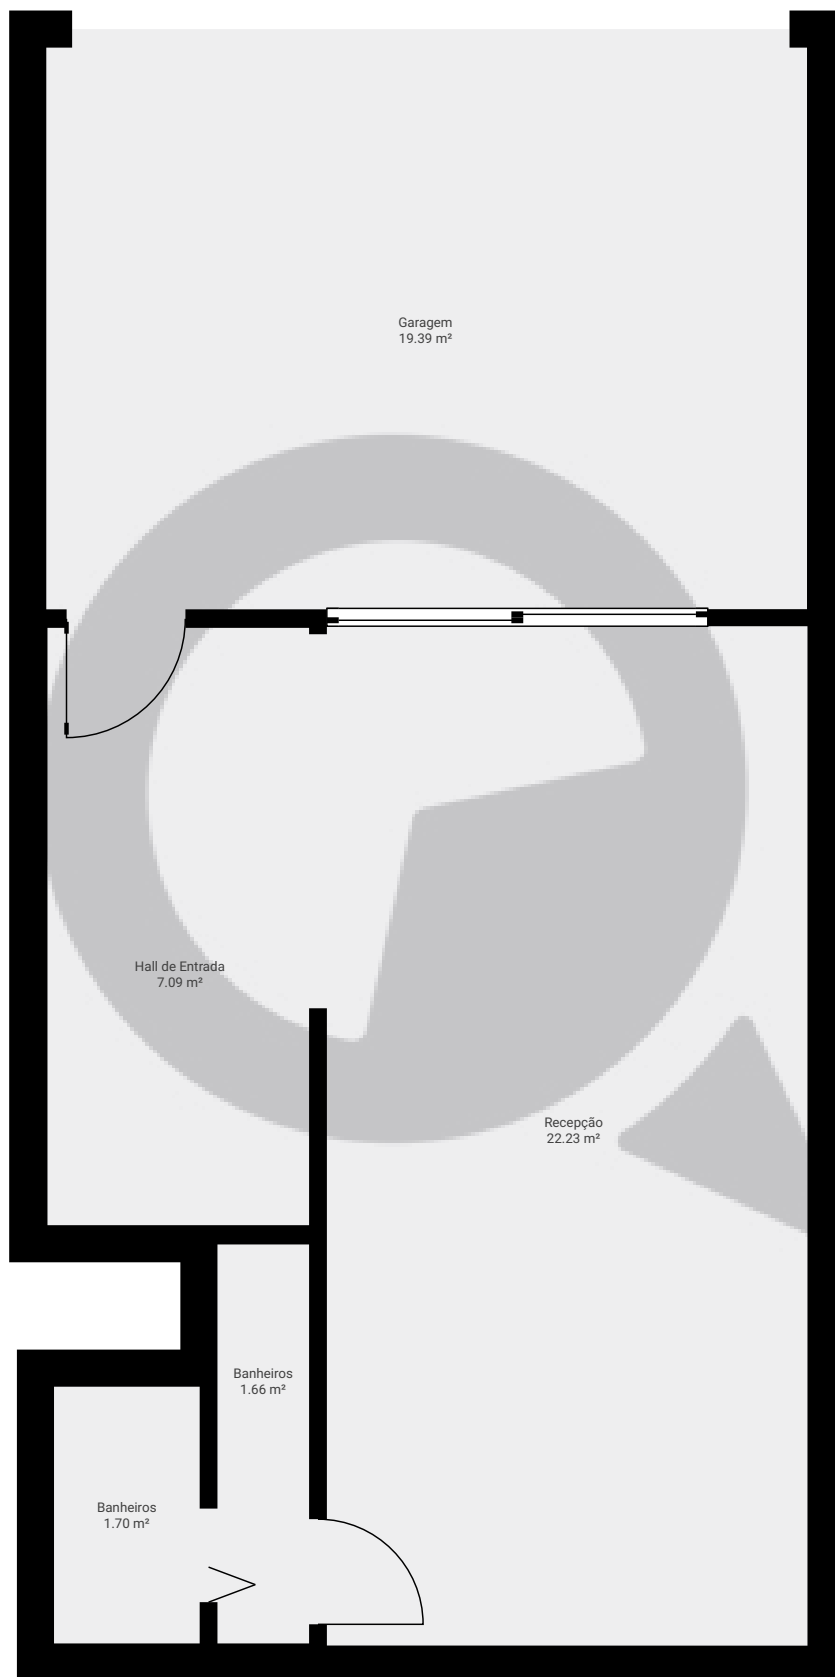 Garagem
19.39 m²
Hall de Entrada
7.09 m²
Recepção
22.23 m²
Banheiros
1.66 m²
Banheiros
1.70 m²